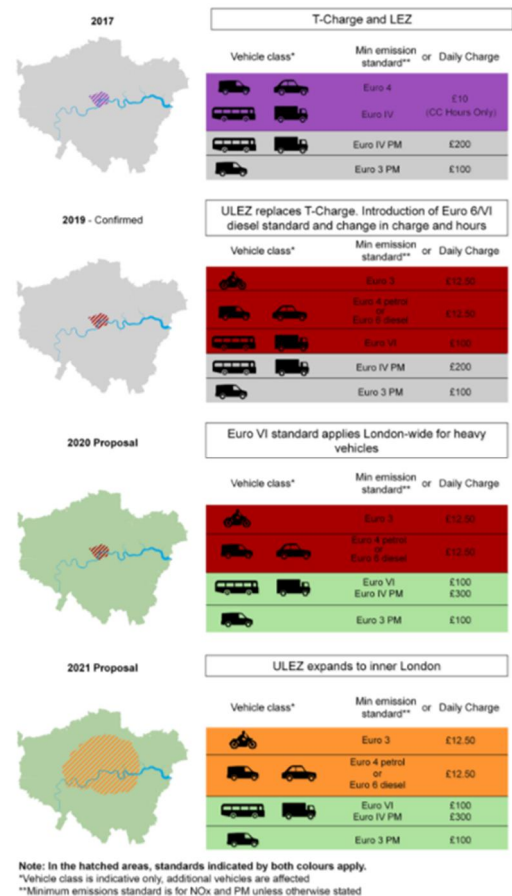 2017
T-Charge and LEZ
Vehicle class* Min emission standard** or Daily Charge
Euro 4
£10
(CC Hours Only)
Euro IV
Euro IV PM £200
Euro 3 PM £100
2019 - Confirmed
ULEZ replaces T-Charge. Introduction of Euro 6/VI
diesel standard and change in charge and hours
Vehicle class* Min emission standard** or Daily Charge
Euro 3 £12.50
Euro 4 petrol
or
Euro 6 diesel
£12.50
Euro VI £100
Euro IV PM £200
Euro 3 PM £100
2020 Proposal
Euro VI standard applies London-wide for heavy
vehicles
Vehicle class* Min emission standard** or Daily Charge
Euro 3 £12.50
Euro 4 petrol
or
Euro 6 diesel
£12.50
Euro VI £100
Euro IV PM £300
Euro 3 PM £100
2021 Proposal
ULEZ expands to inner London
Vehicle class* Min emission standard** or Daily Charge
Euro 3 £12.50
Euro 4 petrol
or
Euro 6 diesel
£12.50
Euro VI £100
Euro IV PM £300
Euro 3 PM £100
Note: In the hatched areas, standards indicated by both colours apply.
*Vehicle class is indicative only, additional vehicles are affected
**Minimum emissions standard is for NOx and PM unless otherwise stated